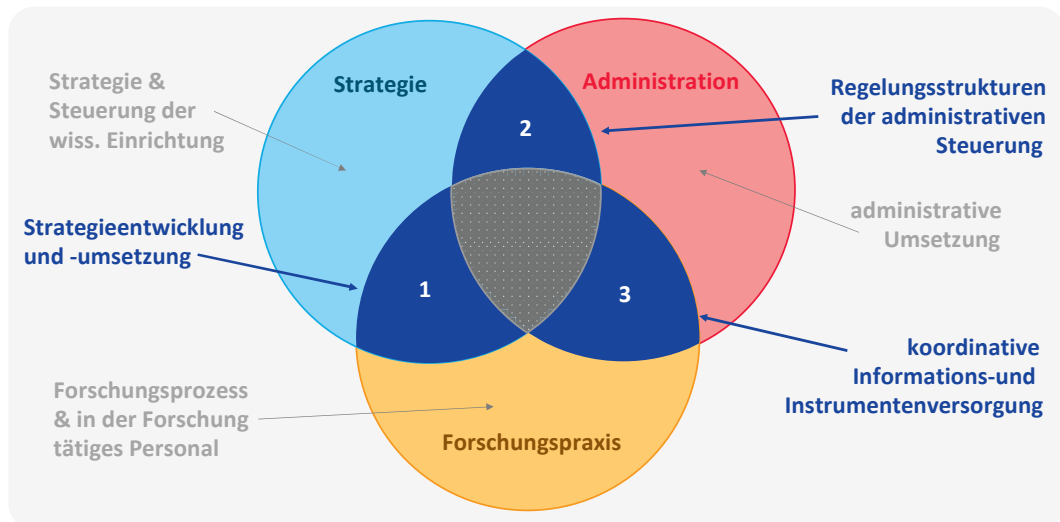 Strategie &
Steuerung der
wiss. Einrichtung
Strategie
Administration
Regelungsstrukturen
der administrativen
Steuerung
2
Strategieentwicklung
und -umsetzung
administrative
Umsetzung
1
3
koordinative
Informations-und
Instrumentenversorgung
Forschungsprozess
& in der Forschung
tätiges Personal
Forschungspraxis